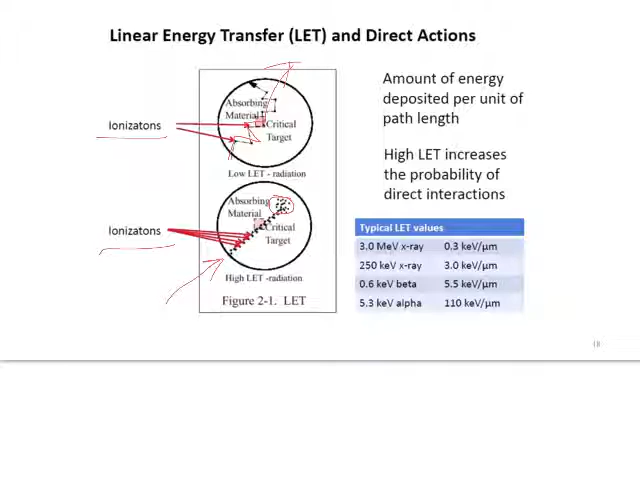 Linear Energy Transfer (LET) and Direct Actions
Absorbing
Material
Critical
Target
Ionizatons
Low LET - radiation
Absorbing
Material
Critical
Target
Ionizatons
High LET -radiation
Figure 2-1. LET
Amount of energy
deposited per unit of
path length
High LET increases
the probability of
direct interactions
Typical LET values
3.0 MeV x-ray 0.3 keV/μm
250 keV x-ray 3.0 keV/μm
0.6 keV beta 5.5 keV/μm
5.3 keV alpha 110 keV/μm